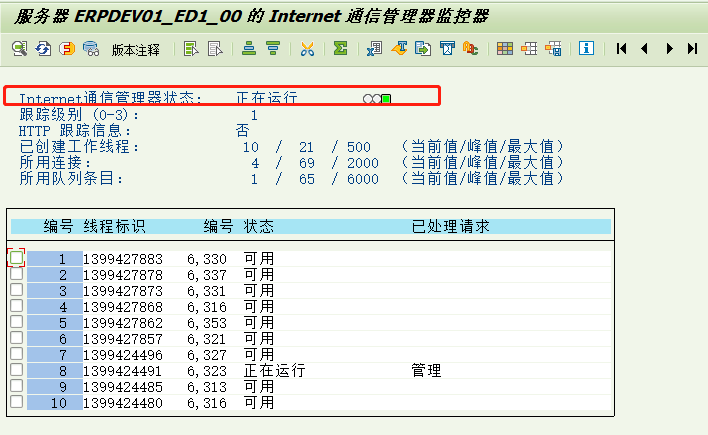 服务器 ERPDEV01_ED1_00 的 Internet 通信管理器监控器
版本注释
Internet通信管理器状态: 正在运行
跟踪级别 (0-3): 1
HTTP 跟踪信息: 否
已创建工作线程: 10 / 21 / 500 (当前值/峰值/最大值)
所用连接: 4 / 69 / 2000 (当前值/峰值/最大值)
所用队列条目: 1 / 65 / 6000 (当前值/峰值/最大值)
编号 线程标识 编号 状态 已处理请求
1 1399427883 6,330 可用
2 1399427878 6,337 可用
3 1399427873 6,331 可用
4 1399427868 6,316 可用
5 1399427862 6,353 可用
6 1399427857 6,321 可用
7 1399424496 6,327 可用
8 1399424491 6,323 正在运行 管理
9 1399424485 6,313 可用
10 1399424480 6,316 可用